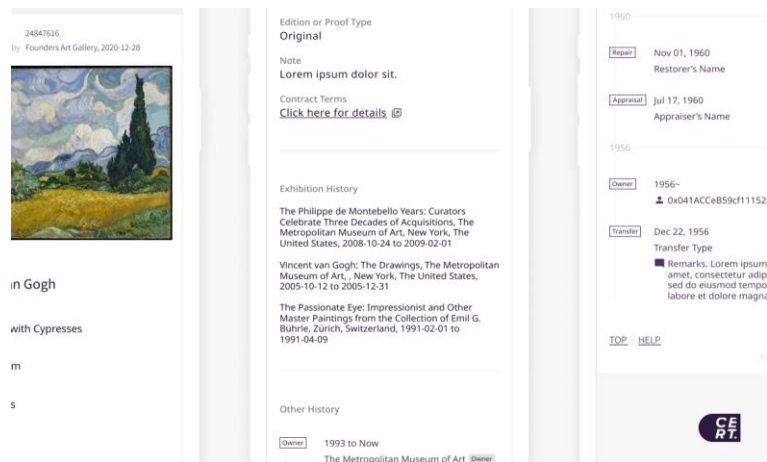 24847616
by Founders Art Gallery, 2020-12-28
n Gogh
with Cypresses
m
s
Edition or Proof Type
Original
Note
Lorem ipsum dolor sit.
Contract Terms
Click here for details
Exhibition History
The Philippe de Montebello Years: Curators
Celebrate Three Decades of Acquisitions, The
Metropolitan Museum of Art, New York, The
United States, 2008-10-24 to 2009-02-01
Vincent van Gogh: The Drawings, The Metropolitan
Museum of Art, , New York, The United States,
2005-10-12 to 2005-12-31
The Passionate Eye: Impressionist and Other
Master Paintings from the Collection of Emil G.
Bührle, Zürich, Switzerland, 1991-02-01 to
1991-04-09
Other History
Owner 1993 to Now
The Metropolitan Museum of Art Owner
1960
Repair Nov 01, 1960
Restorer's Name
Appraisal Jul 17, 1960
Appraiser's Name
1956
Owner 1956~
0x041ACCeB59cf11152
Transfer Dec 22, 1956
Transfer Type
Remarks. Lorem ipsum
amet, consectetur adip
sed do eiusmod tempo
labore et dolore magna
TOP HELP
CERT.